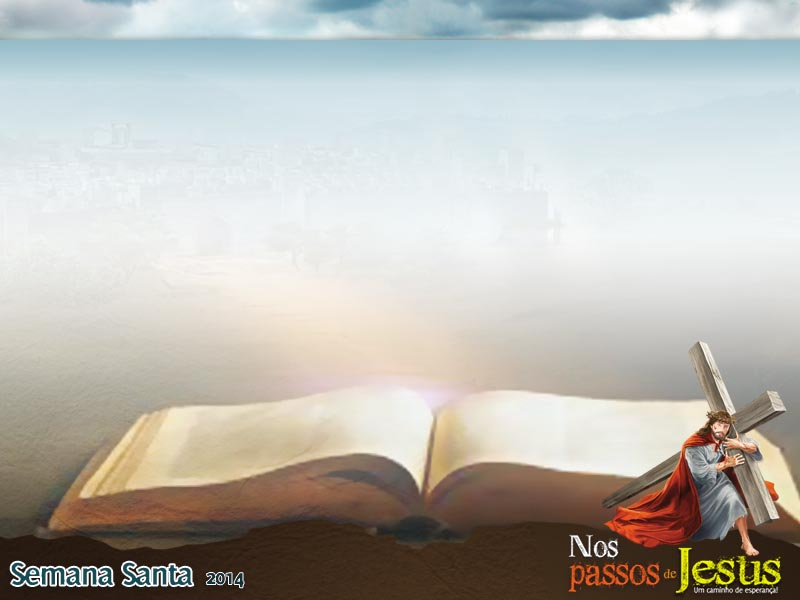 Semana Santa 2014
Nos
passos de Jesus
Um caminho de esperança!